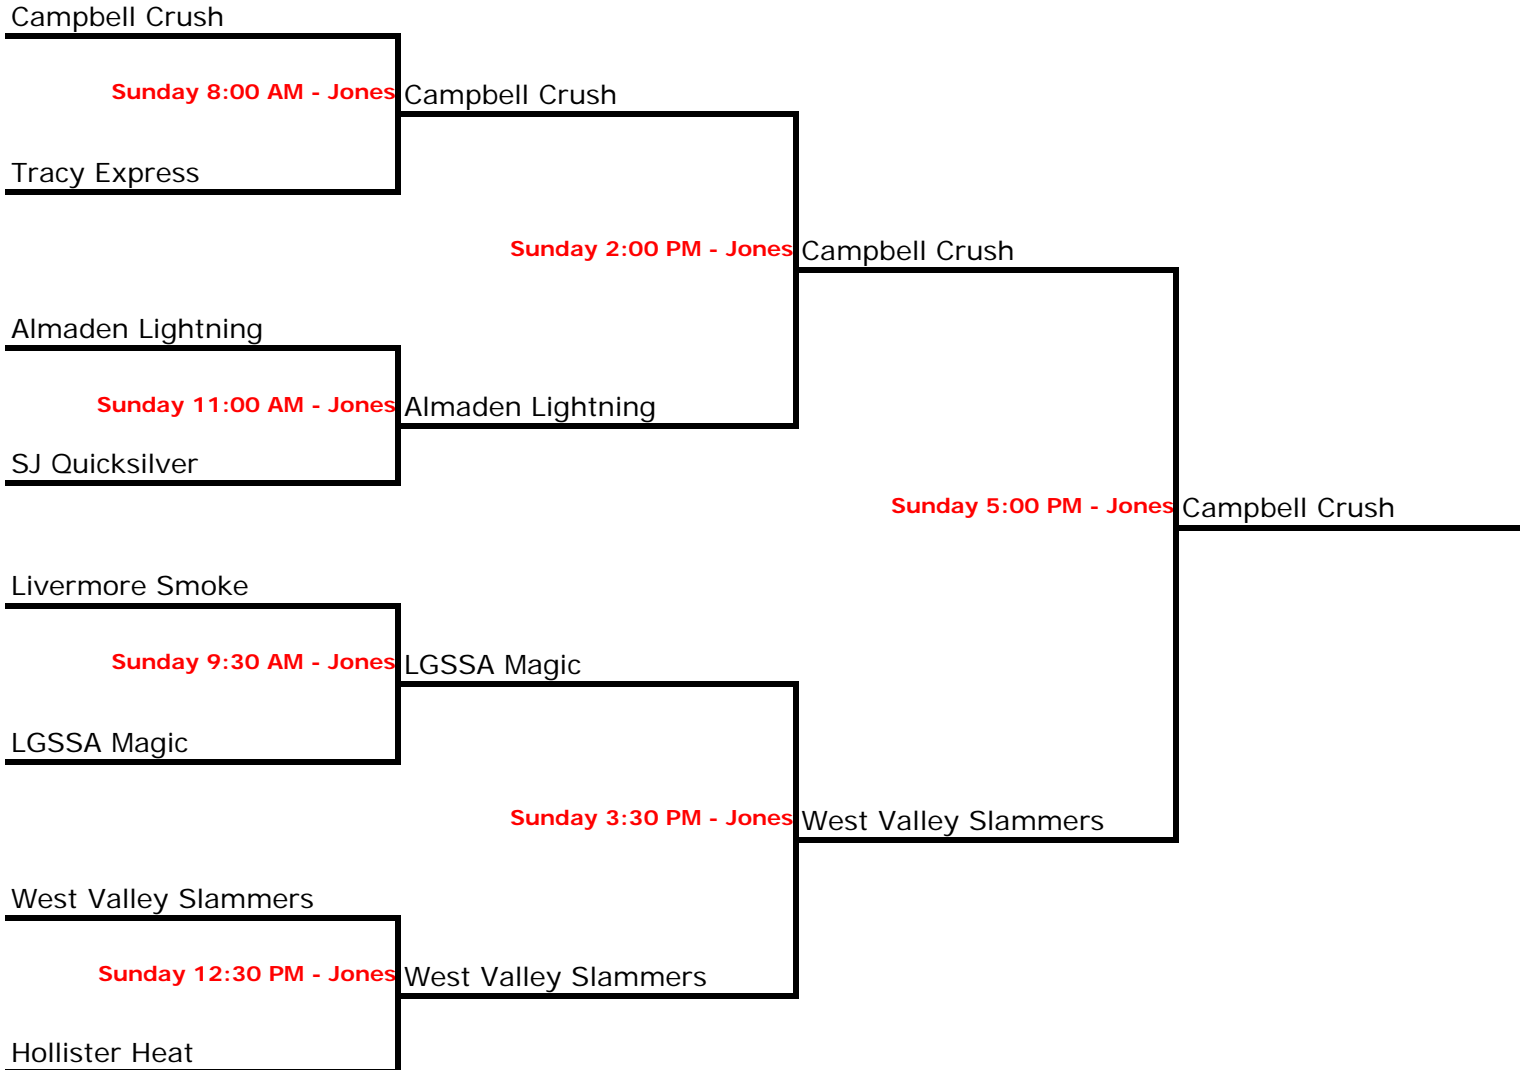 Campbell Crush
Sunday 8:00 AM - Jones
Campbell Crush
Tracy Express
Sunday 2:00 PM - Jones
Campbell Crush
Almaden Lightning
Sunday 11:00 AM - Jones
Almaden Lightning
SJ Quicksilver
Sunday 5:00 PM - Jones
Campbell Crush
Livermore Smoke
Sunday 9:30 AM - Jones
LGSSA Magic
LGSSA Magic
Sunday 3:30 PM - Jones
West Valley Slammers
West Valley Slammers
Sunday 12:30 PM - Jones
West Valley Slammers
Hollister Heat